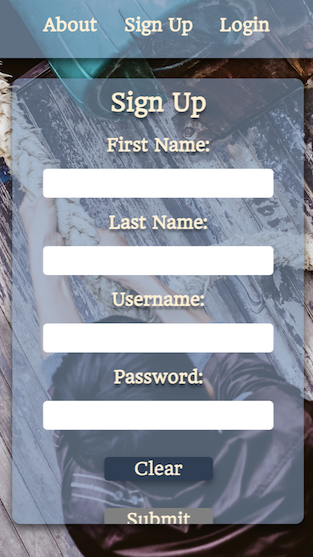 About Sign Up Login
Sign Up
First Name:
Last Name:
Username:
Password:
Clear
Submit